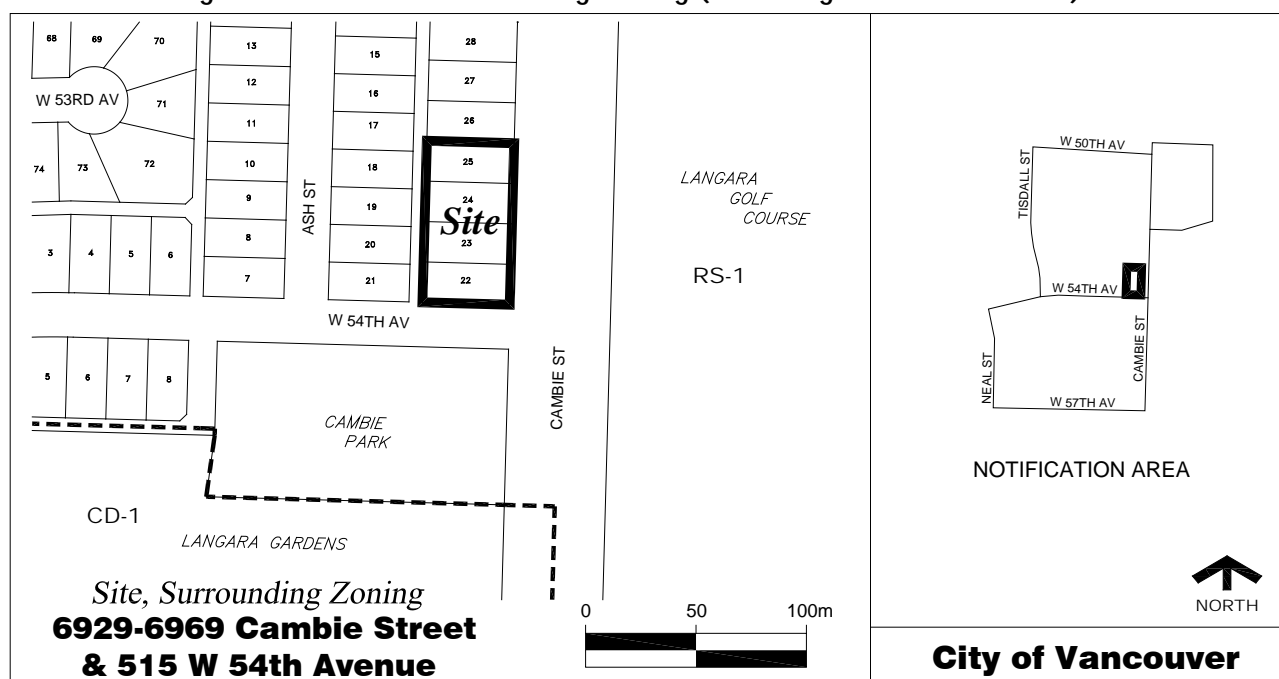 68
69
70
W 53RD AV
71
74
73
72
3
4
5
6
5
6
7
8
13
12
11
10
9
8
7
ASH ST
15
16
17
18
19
20
21
28
27
26
25
24
Site
23
22
W 54TH AV
CAMBIE ST
CAMBIE
PARK
LANGARA
GOLF
COURSE
RS-1
CD-1
LANGARA GARDENS
Site, Surrounding Zoning
6929-6969 Cambie Street
& 515 W 54th Avenue
0 50 100m
W 50TH AV
TISDALL ST
W 54TH AV
NEAL ST
CAMBIE ST
W 57TH AV
NOTIFICATION AREA
NORTH
City of Vancouver